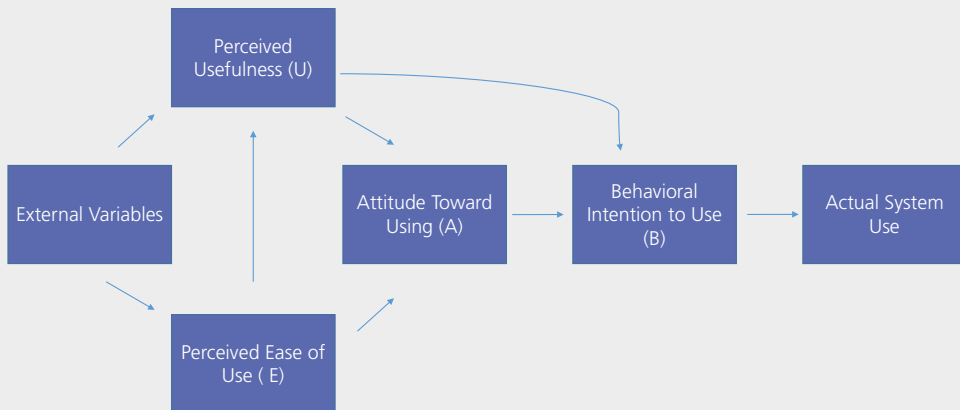 Perceived
Usefulness (U)
External Variables
Attitude Toward
Using (A)
Behavioral
Intention to Use
(B)
Actual System
Use
Perceived Ease of
Use ( E)